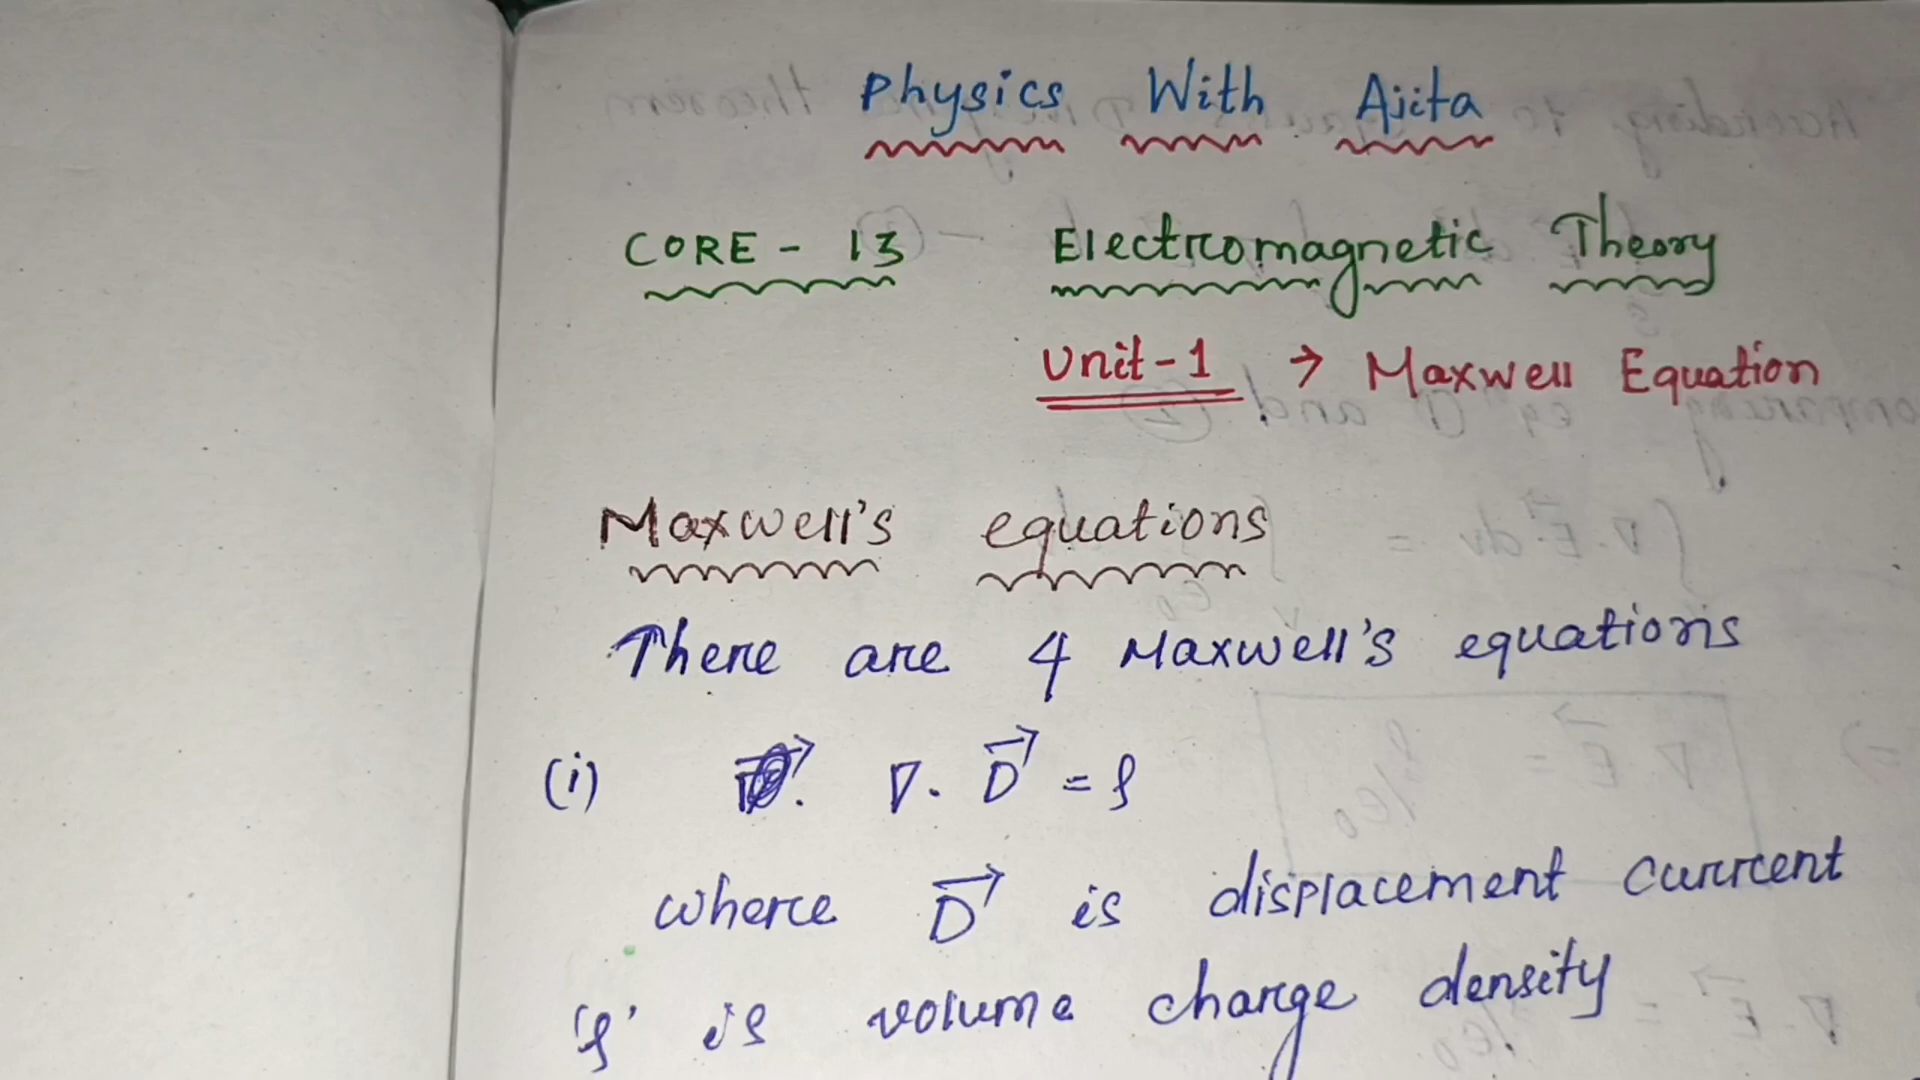 Physics With Ajita
CORE - 13 Electromagnetic Theory
Unit-1 → Maxwell Equation
Maxwell's equations
There are 4 Maxwell's equations
(i) ∇. D⃗ = ρ
where D⃗ is displacement current
'ρ' is volume charge density